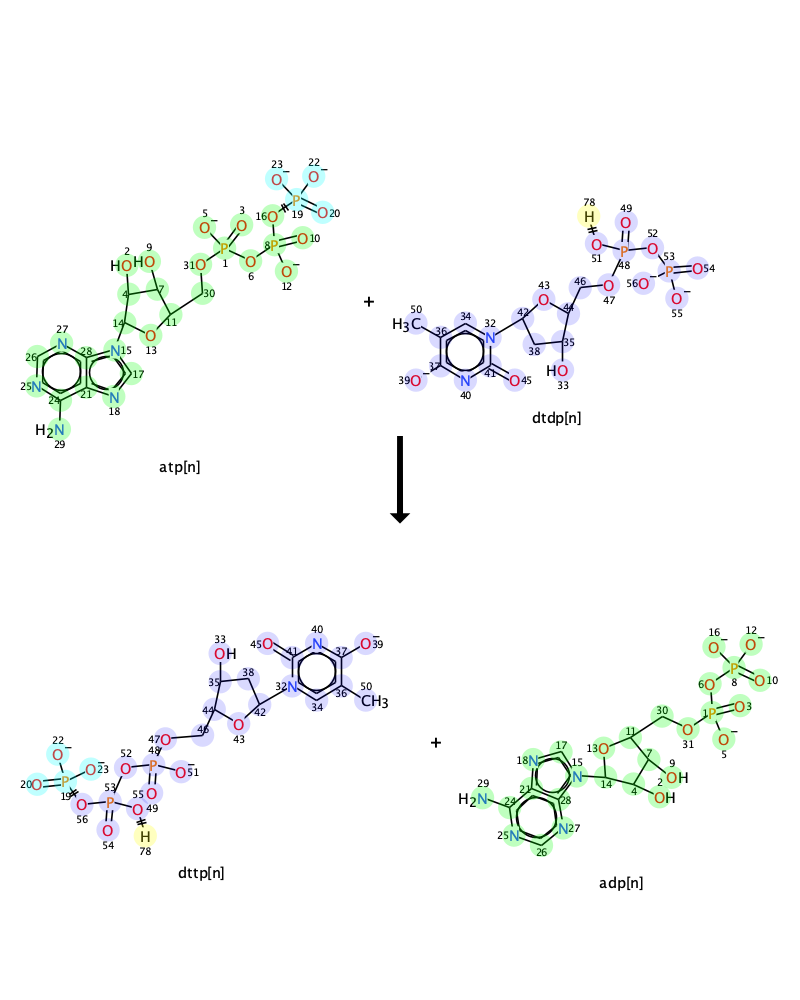 23 22
O⁻ O⁻
P 19 O 20
5 3 16 O
O⁻ O
2 9 P 8 O 10
HO HO 31 O P 1 O 6 O⁻ 12
4 7 30
14 11
27 O 13
26 N 28 N 15
25 N 24 21 17
N 18
H₂N 29
atp[n]
+
78 49
H O 52
O 51 P 48 O 53
P O 54
46 O 47 56 O⁻ O⁻ 55
50 34 32 42 43 O 44
H₃C 36 N 38 35
37 41 HO 33
39 O⁻ N 40 O 45
dtdp[n]
33 40
OH 45 O 41 N 37 O⁻ 39
35 38 50
32 N 36 CH₃
44 42 34
O 43
46
22 47 O
O⁻ 52 48
23 O⁻ O P O⁻ 51
20 O P 19 53 O 49
O 56 P 55 O
O 54 H 78
dttp[n]
+
16 12
O⁻ O⁻
6 O P 8 O 10
30 1 P O 3
11 O 31 O⁻ 5
17 13 O 7
18 N 15 N 9 OH
29 21 14 4 2 OH
H₂N 24 28
25 N N 27
26
adp[n]